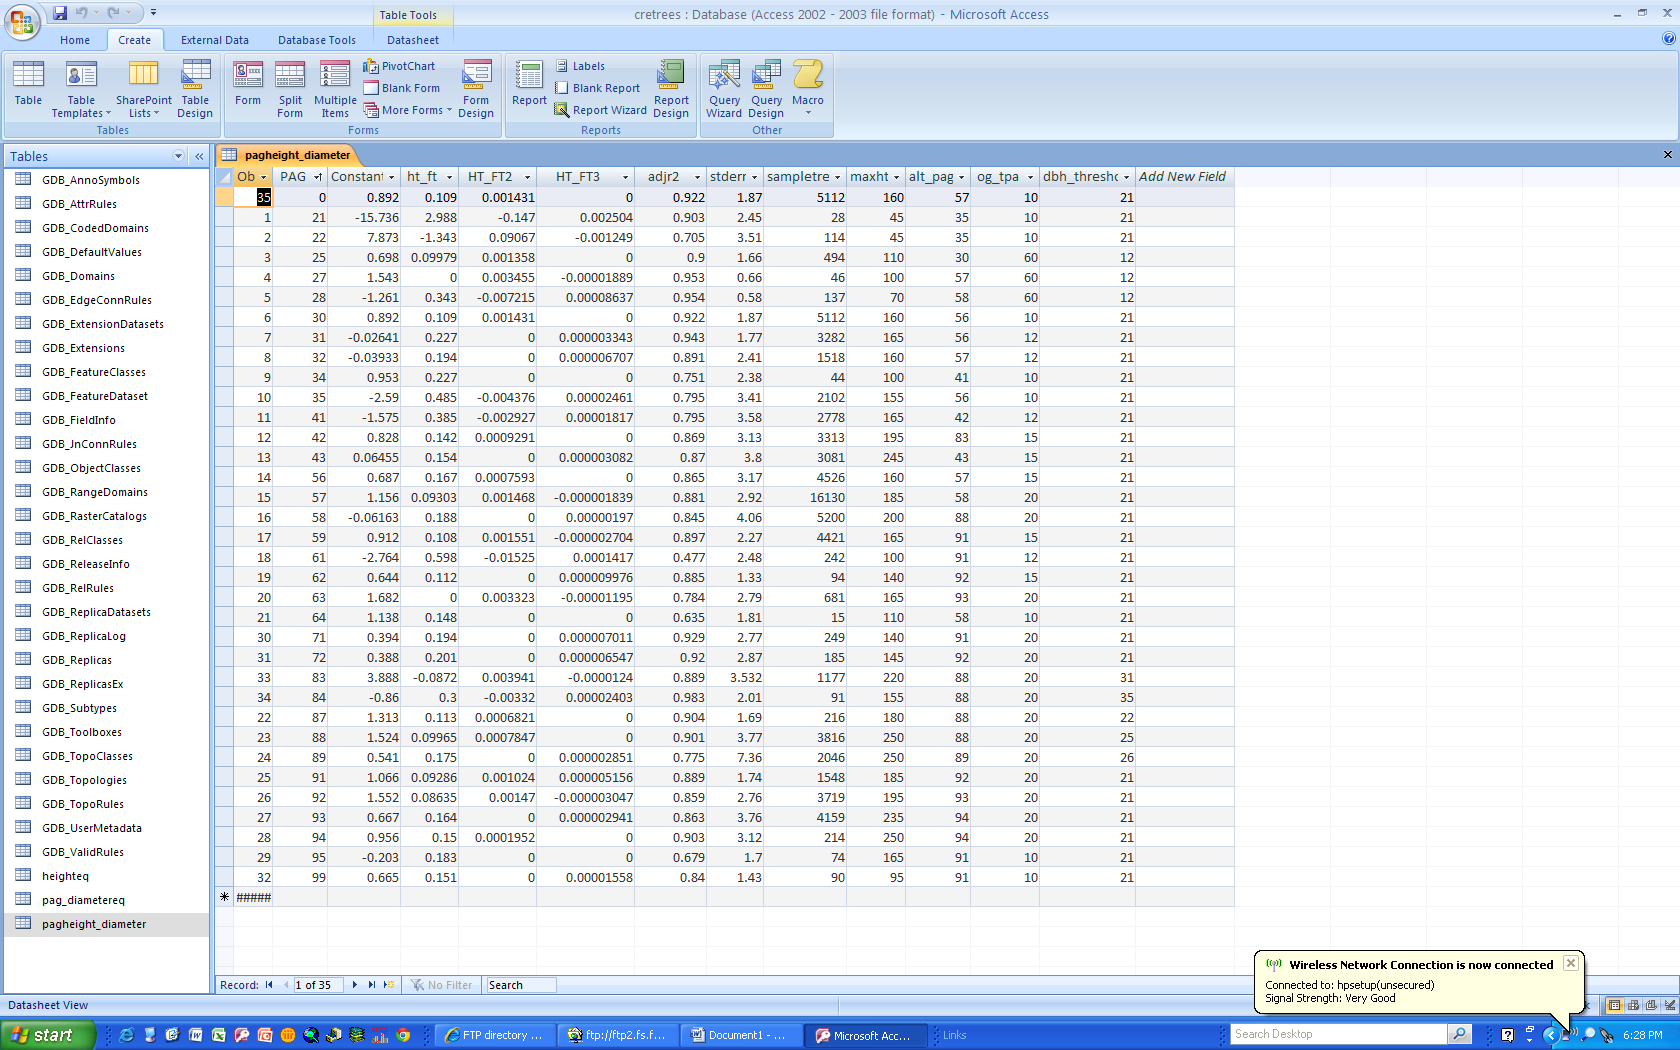 Table Tools
cretrees : Database (Access 2002 - 2003 file format) - Microsoft Access
Home Create External Data Database Tools Datasheet
Table
Table Templates
SharePoint Lists
Table Design
Tables
Form
Split Form
Multiple Items
PivotChart
Blank Form
More Forms
Form Design
Forms
Report
Labels
Blank Report
Report Wizard
Report Design
Reports
Query Wizard
Query Design
Macro
Other
Tables «
GDB_AnnoSymbols
GDB_AttrRules
GDB_CodedDomains
GDB_DefaultValues
GDB_Domains
GDB_EdgeConnRules
GDB_ExtensionDatasets
GDB_Extensions
GDB_FeatureClasses
GDB_FeatureDataset
GDB_FieldInfo
GDB_JnConnRules
GDB_ObjectClasses
GDB_RangeDomains
GDB_RasterCatalogs
GDB_RelClasses
GDB_ReleaseInfo
GDB_RelRules
GDB_ReplicaDatasets
GDB_ReplicaLog
GDB_Replicas
GDB_ReplicasEx
GDB_Subtypes
GDB_Toolboxes
GDB_TopoClasses
GDB_Topologies
GDB_TopoRules
GDB_UserMetadata
GDB_ValidRules
heighteq
pag_diametereq
pagheight_diameter
pagheight_diameter
Ob PAG Constant ht_ft HT_FT2 HT_FT3 adjr2 stderr sampletre maxht alt_pag og_tpa dbh_thresho Add New Field
35 0 0.892 0.109 0.001431 0 0.922 1.87 5112 160 57 10 21
1 21 -15.736 2.988 -0.147 0.002504 0.903 2.45 28 45 35 10 21
2 22 7.873 -1.343 0.09067 -0.001249 0.705 3.51 114 45 35 10 21
3 25 0.698 0.09979 0.001358 0 0.9 1.66 494 110 30 60 12
4 27 1.543 0 0.003455 -0.00001889 0.953 0.66 46 100 57 60 12
5 28 -1.261 0.343 -0.007215 0.00008637 0.954 0.58 137 70 58 60 12
6 30 0.892 0.109 0.001431 0 0.922 1.87 5112 160 56 10 21
7 31 -0.02641 0.227 0 0.000003343 0.943 1.77 3282 165 56 12 21
8 32 -0.03933 0.194 0 0.000006707 0.891 2.41 1518 160 57 12 21
9 34 0.953 0.227 0 0 0.751 2.38 44 100 41 10 21
10 35 -2.59 0.485 -0.004376 0.00002461 0.795 3.41 2102 155 56 10 21
11 41 -1.575 0.385 -0.002927 0.00001817 0.795 3.58 2778 165 42 12 21
12 42 0.828 0.142 0.0009291 0 0.869 3.13 3313 195 83 15 21
13 43 0.06455 0.154 0 0.000003082 0.87 3.8 3081 245 43 15 21
14 56 0.687 0.167 0.0007593 0 0.865 3.17 4526 160 57 15 21
15 57 1.156 0.09303 0.001468 -0.000001839 0.881 2.92 16130 185 58 20 21
16 58 -0.06163 0.188 0 0.00000197 0.845 4.06 5200 200 88 20 21
17 59 0.912 0.108 0.001551 -0.000002704 0.897 2.27 4421 165 91 15 21
18 61 -2.764 0.598 -0.01525 0.0001417 0.477 2.48 242 100 91 12 21
19 62 0.644 0.112 0 0.000009976 0.885 1.33 94 140 92 15 21
20 63 1.682 0 0.003323 -0.00001195 0.784 2.79 681 165 93 20 21
21 64 1.138 0.148 0 0 0.635 1.81 15 110 58 10 21
30 71 0.394 0.194 0 0.000007011 0.929 2.77 249 140 91 20 21
31 72 0.388 0.201 0 0.000006547 0.92 2.87 185 145 92 20 21
33 83 3.888 -0.0872 0.003941 -0.0000124 0.889 3.532 1177 220 88 20 31
34 84 -0.86 0.3 -0.00332 0.00002403 0.983 2.01 91 155 88 20 35
22 87 1.313 0.113 0.0006821 0 0.904 1.69 216 180 88 20 22
23 88 1.524 0.09965 0.0007847 0 0.901 3.77 3816 250 88 20 25
24 89 0.541 0.175 0 0.000002851 0.775 7.36 2046 250 89 20 26
25 91 1.066 0.09286 0.001024 0.000005156 0.889 1.74 1548 185 92 20 21
26 92 1.552 0.08635 0.00147 -0.000003047 0.859 2.76 3719 195 93 20 21
27 93 0.667 0.164 0 0.000002941 0.863 3.76 4159 235 94 20 21
28 94 0.956 0.15 0.0001952 0 0.903 3.12 214 250 94 20 21
29 95 -0.203 0.183 0 0 0.679 1.7 74 165 91 10 21
32 99 0.665 0.151 0 0.00001558 0.84 1.43 90 95 91 10 21
* #####
Record: 1 of 35 No Filter Search
Wireless Network Connection is now connected
Connected to: hpsetup(unsecured)
Signal Strength: Very Good
Datasheet View
start FTP directory ... ftp://ftp2.fs.f... Document1 - ... Microsoft Acc... Links Search Desktop 6:28 PM